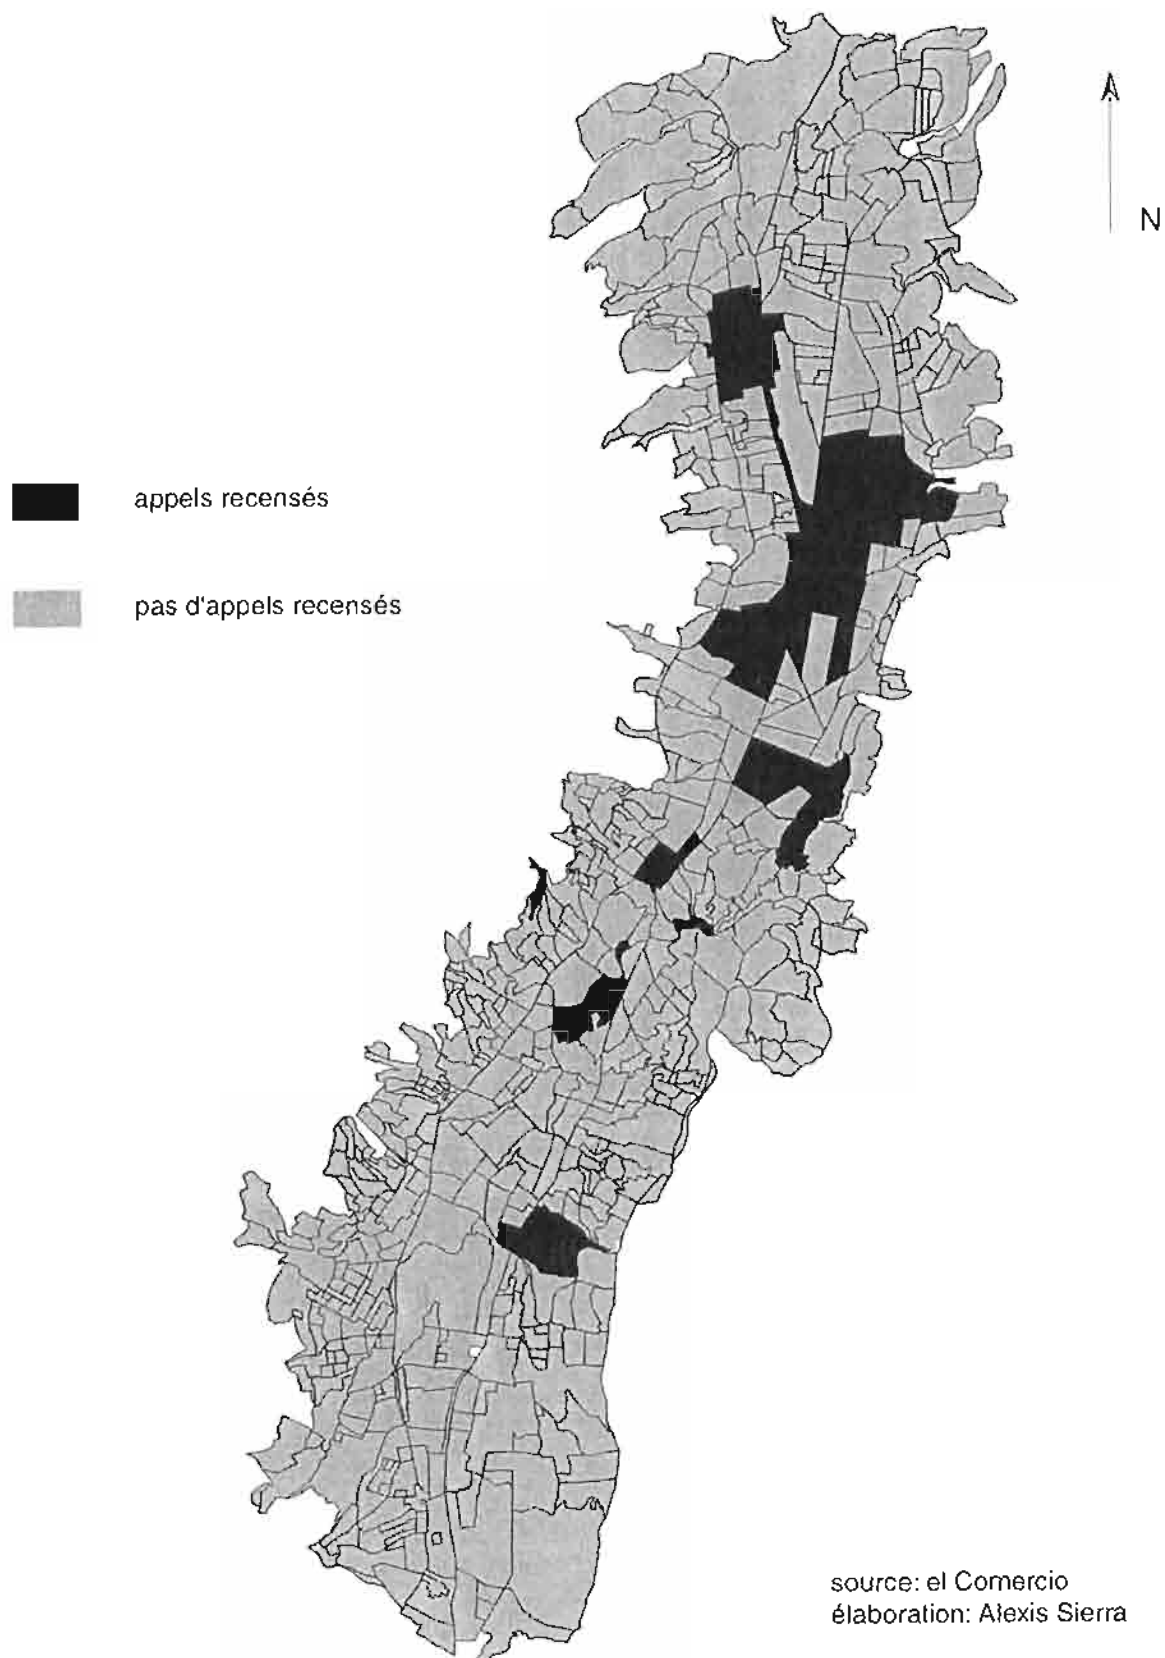 N
appels recensés
pas d'appels recensés
source: el Comercio
élaboration: Alexis Sierra